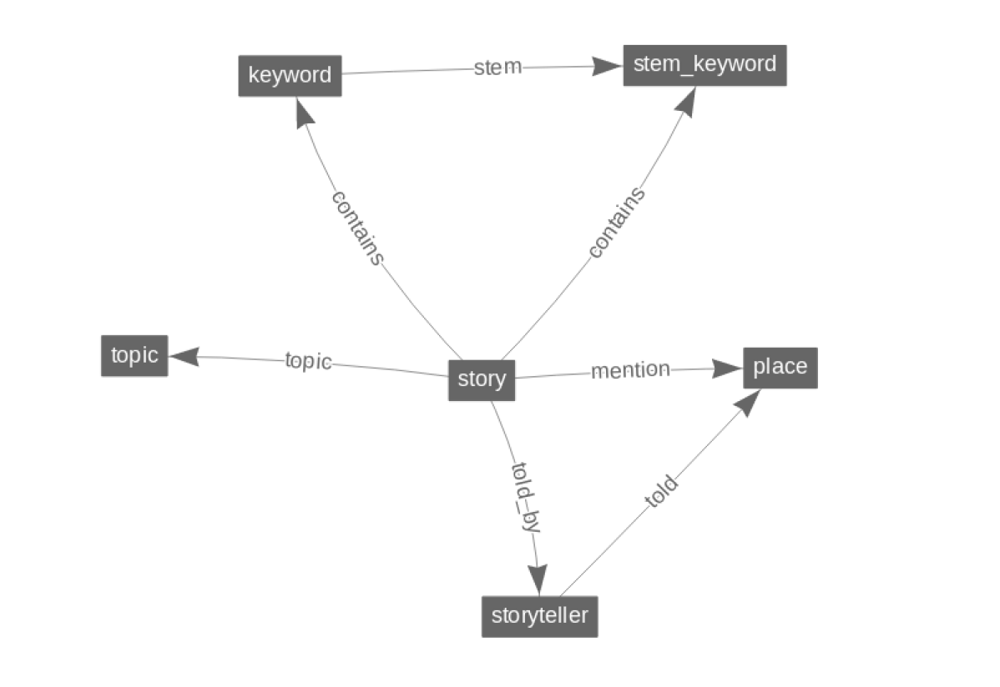 keyword
stem
stem_keyword
contains
contains
topic
topic
story
mention
place
told_by
told
storyteller